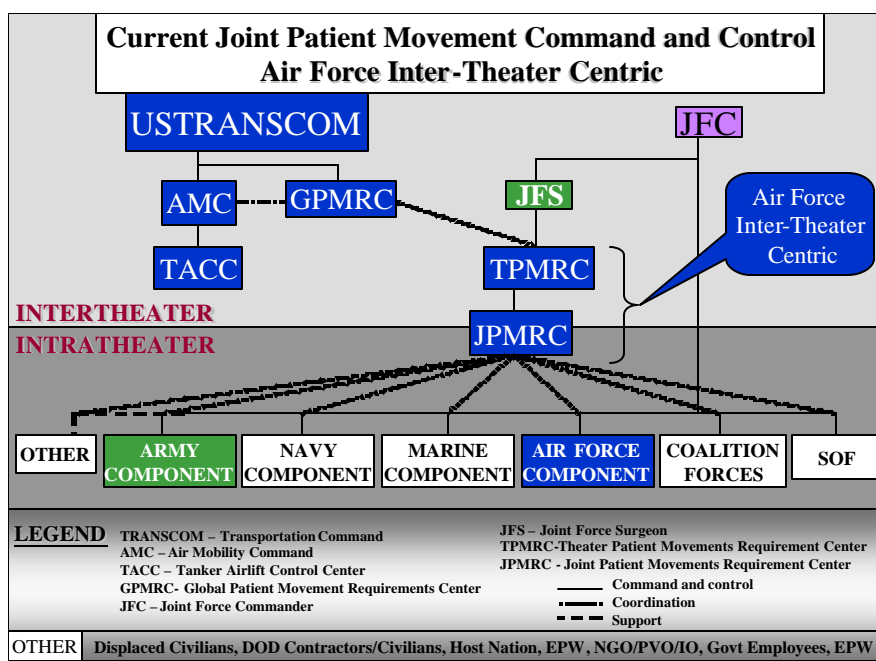 Current Joint Patient Movement Command and Control
Air Force Inter-Theater Centric
USTRANSCOM
JFC
AMC
GPMRC
JFS
Air Force
Inter-Theater
Centric
TACC
TPMRC
INTERTHEATER
JPMRC
INTRATHEATER
OTHER
ARMY
COMPONENT
NAVY
COMPONENT
MARINE
COMPONENT
AIR FORCE
COMPONENT
COALITION
FORCES
SOF
LEGEND
TRANSCOM – Transportation Command
AMC – Air Mobility Command
TACC – Tanker Airlift Control Center
GPMRC- Global Patient Movement Requirements Center
JFC – Joint Force Commander
JFS – Joint Force Surgeon
TPMRC-Theater Patient Movements Requirement Center
JPMRC - Joint Patient Movements Requirement Center
Command and control
Coordination
Support
OTHER Displaced Civilians, DOD Contractors/Civilians, Host Nation, EPW, NGO/PVO/IO, Govt Employees, EPW